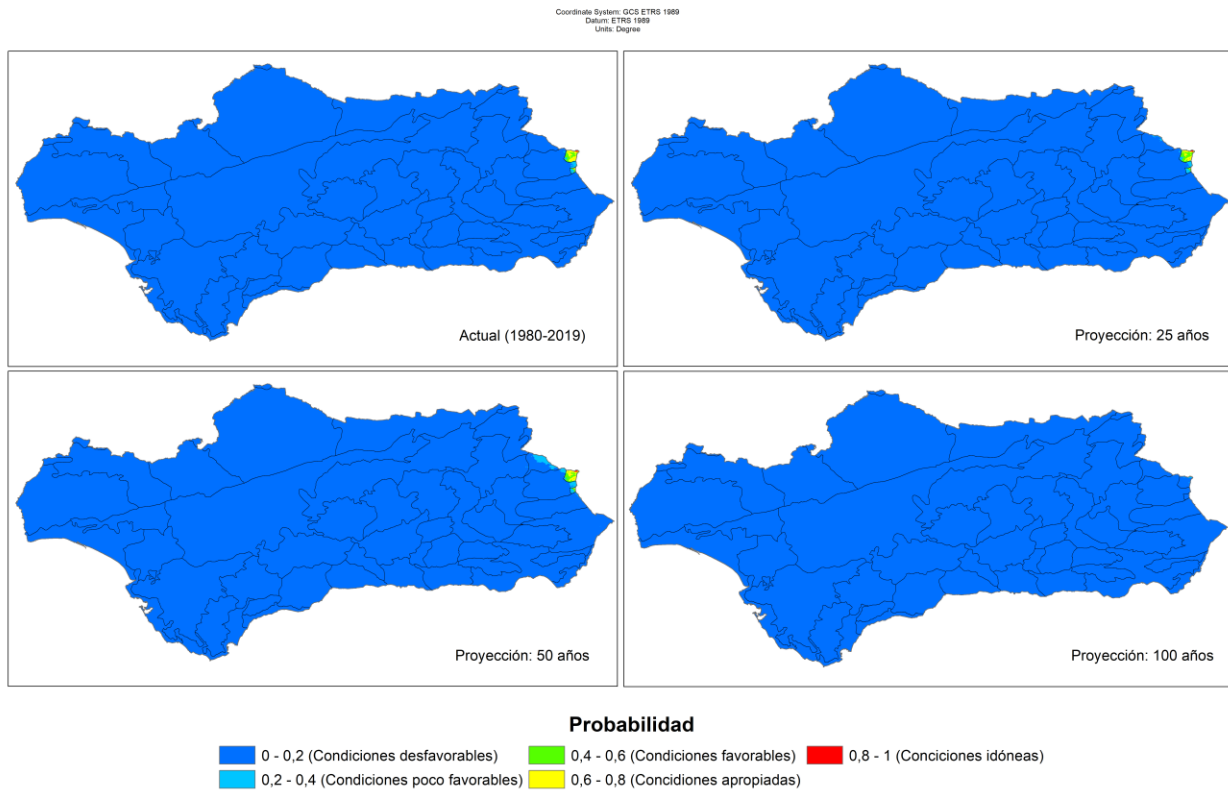 Coordinate System: GCS ETRS 1989
Datum: ETRS 1989
Units: Degree
Actual (1980-2019)
Proyección: 25 años
Proyección: 50 años
Proyección: 100 años
Probabilidad
0 - 0,2 (Condiciones desfavorables)
0,4 - 0,6 (Condiciones favorables)
0,8 - 1 (Conciciones idóneas)
0,2 - 0,4 (Condiciones poco favorables)
0,6 - 0,8 (Concidiones apropiadas)